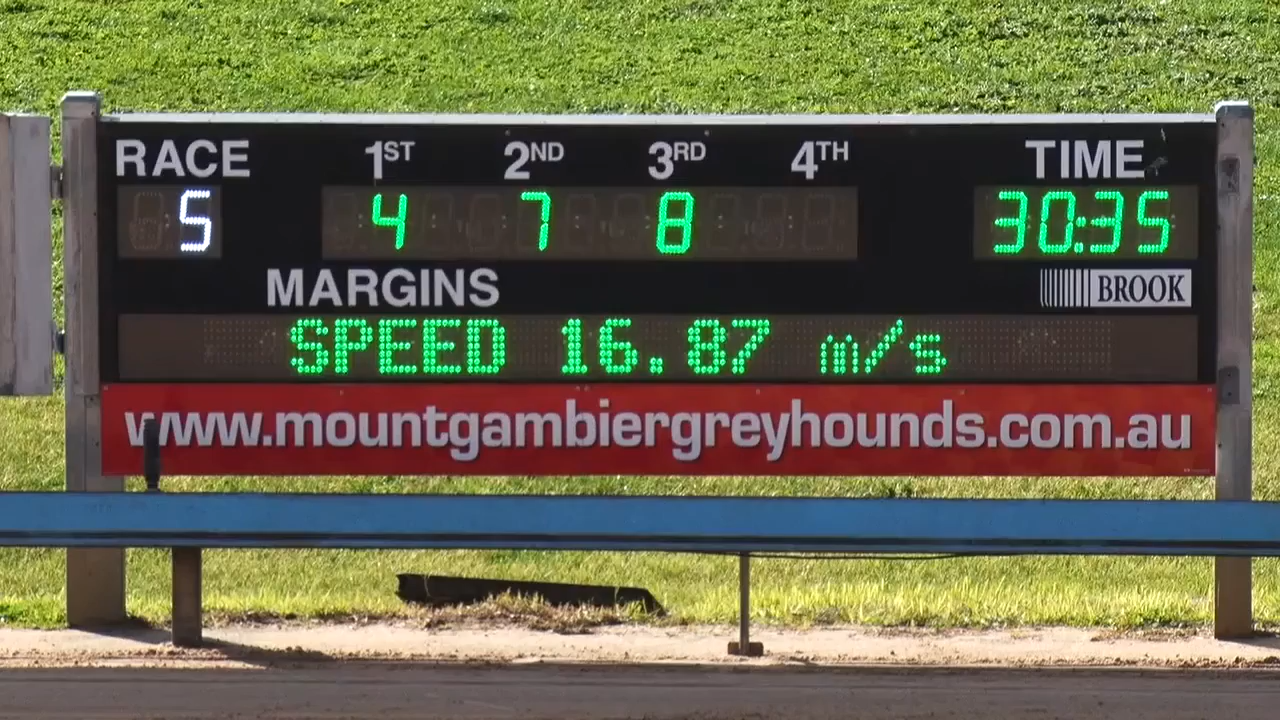 RACE 1ST 2ND 3RD 4TH TIME
5 4 7 8 30:35
MARGINS BROOK
SPEED 16.87 m/s
www.mountgambiergreyhounds.com.au